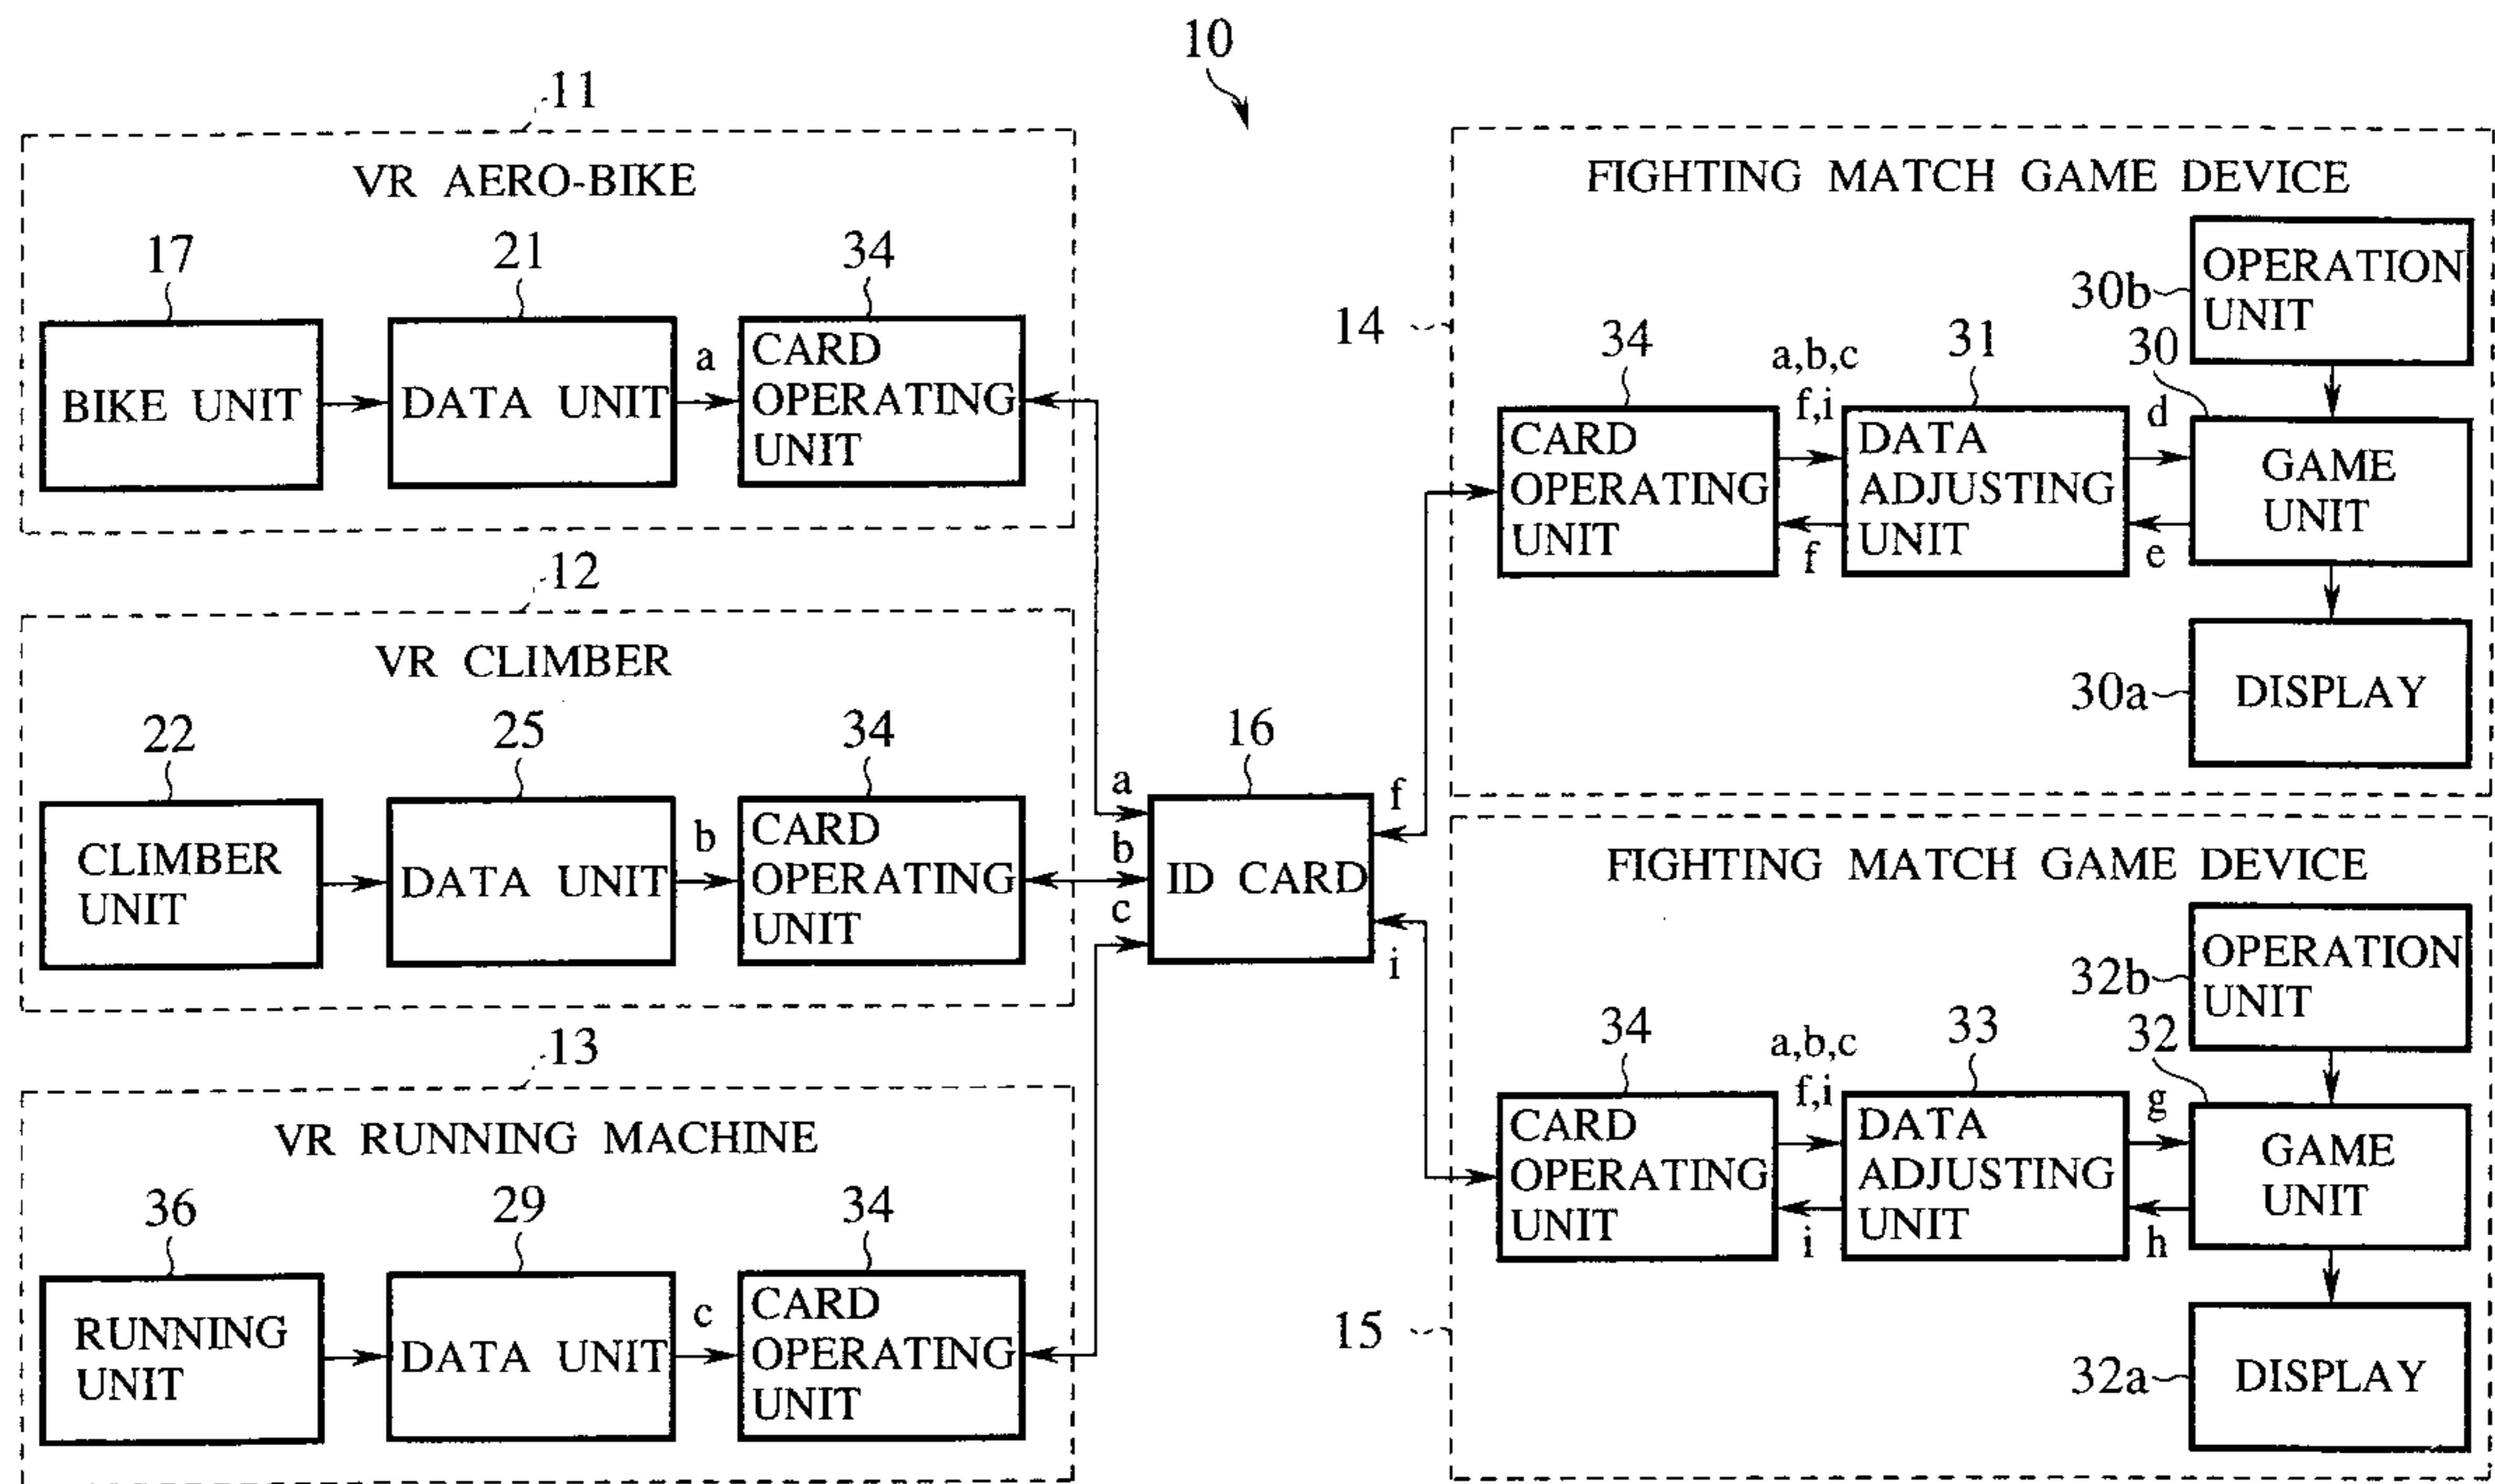 10
11
VR AERO-BIKE
17
21
34
BIKE UNIT
DATA UNIT
a
CARD
OPERATING
UNIT
12
VR CLIMBER
22
25
34
CLIMBER
UNIT
DATA UNIT
b
CARD
OPERATING
UNIT
13
VR RUNNING MACHINE
36
29
34
RUNNING
UNIT
DATA UNIT
c
CARD
OPERATING
UNIT
16
a
b
c
ID CARD
f
i
14
FIGHTING MATCH GAME DEVICE
30b
OPERATION
UNIT
34
a,b,c
f,i
31
30
CARD
OPERATING
UNIT
f
DATA
ADJUSTING
UNIT
d
e
GAME
UNIT
30a
DISPLAY
15
FIGHTING MATCH GAME DEVICE
32b
OPERATION
UNIT
34
a,b,c
f,i
33
32
CARD
OPERATING
UNIT
i
DATA
ADJUSTING
UNIT
g
h
GAME
UNIT
32a
DISPLAY